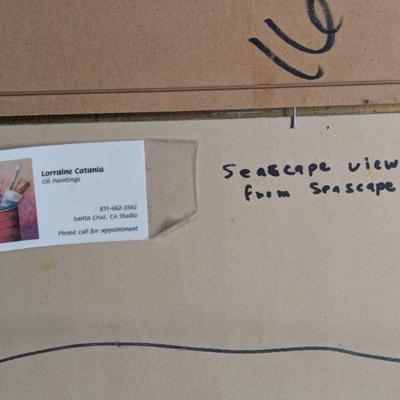 16
Lorraine Catania
Oil Paintings
831-662-3562
Santa Cruz, CA Studio
Please call for appointment
Seascape view
from Seascape